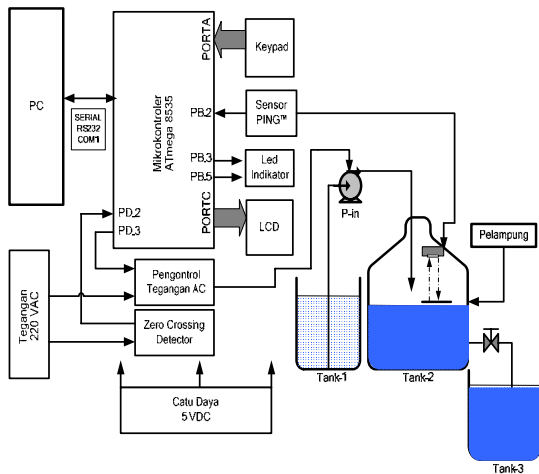 PC
SERIAL
RS232
COM1
Mikrokontroler
ATmega 8535
PORTA
Keypad
PB.2
Sensor
PING™
PB.3
PB.5
Led
Indikator
PORTC
LCD
PD.2
PD.3
P-in
Pelampung
Tegangan
220 VAC
Pengontrol
Tegangan AC
Zero Crossing
Detector
Catu Daya
5 VDC
Tank-1
Tank-2
Tank-3